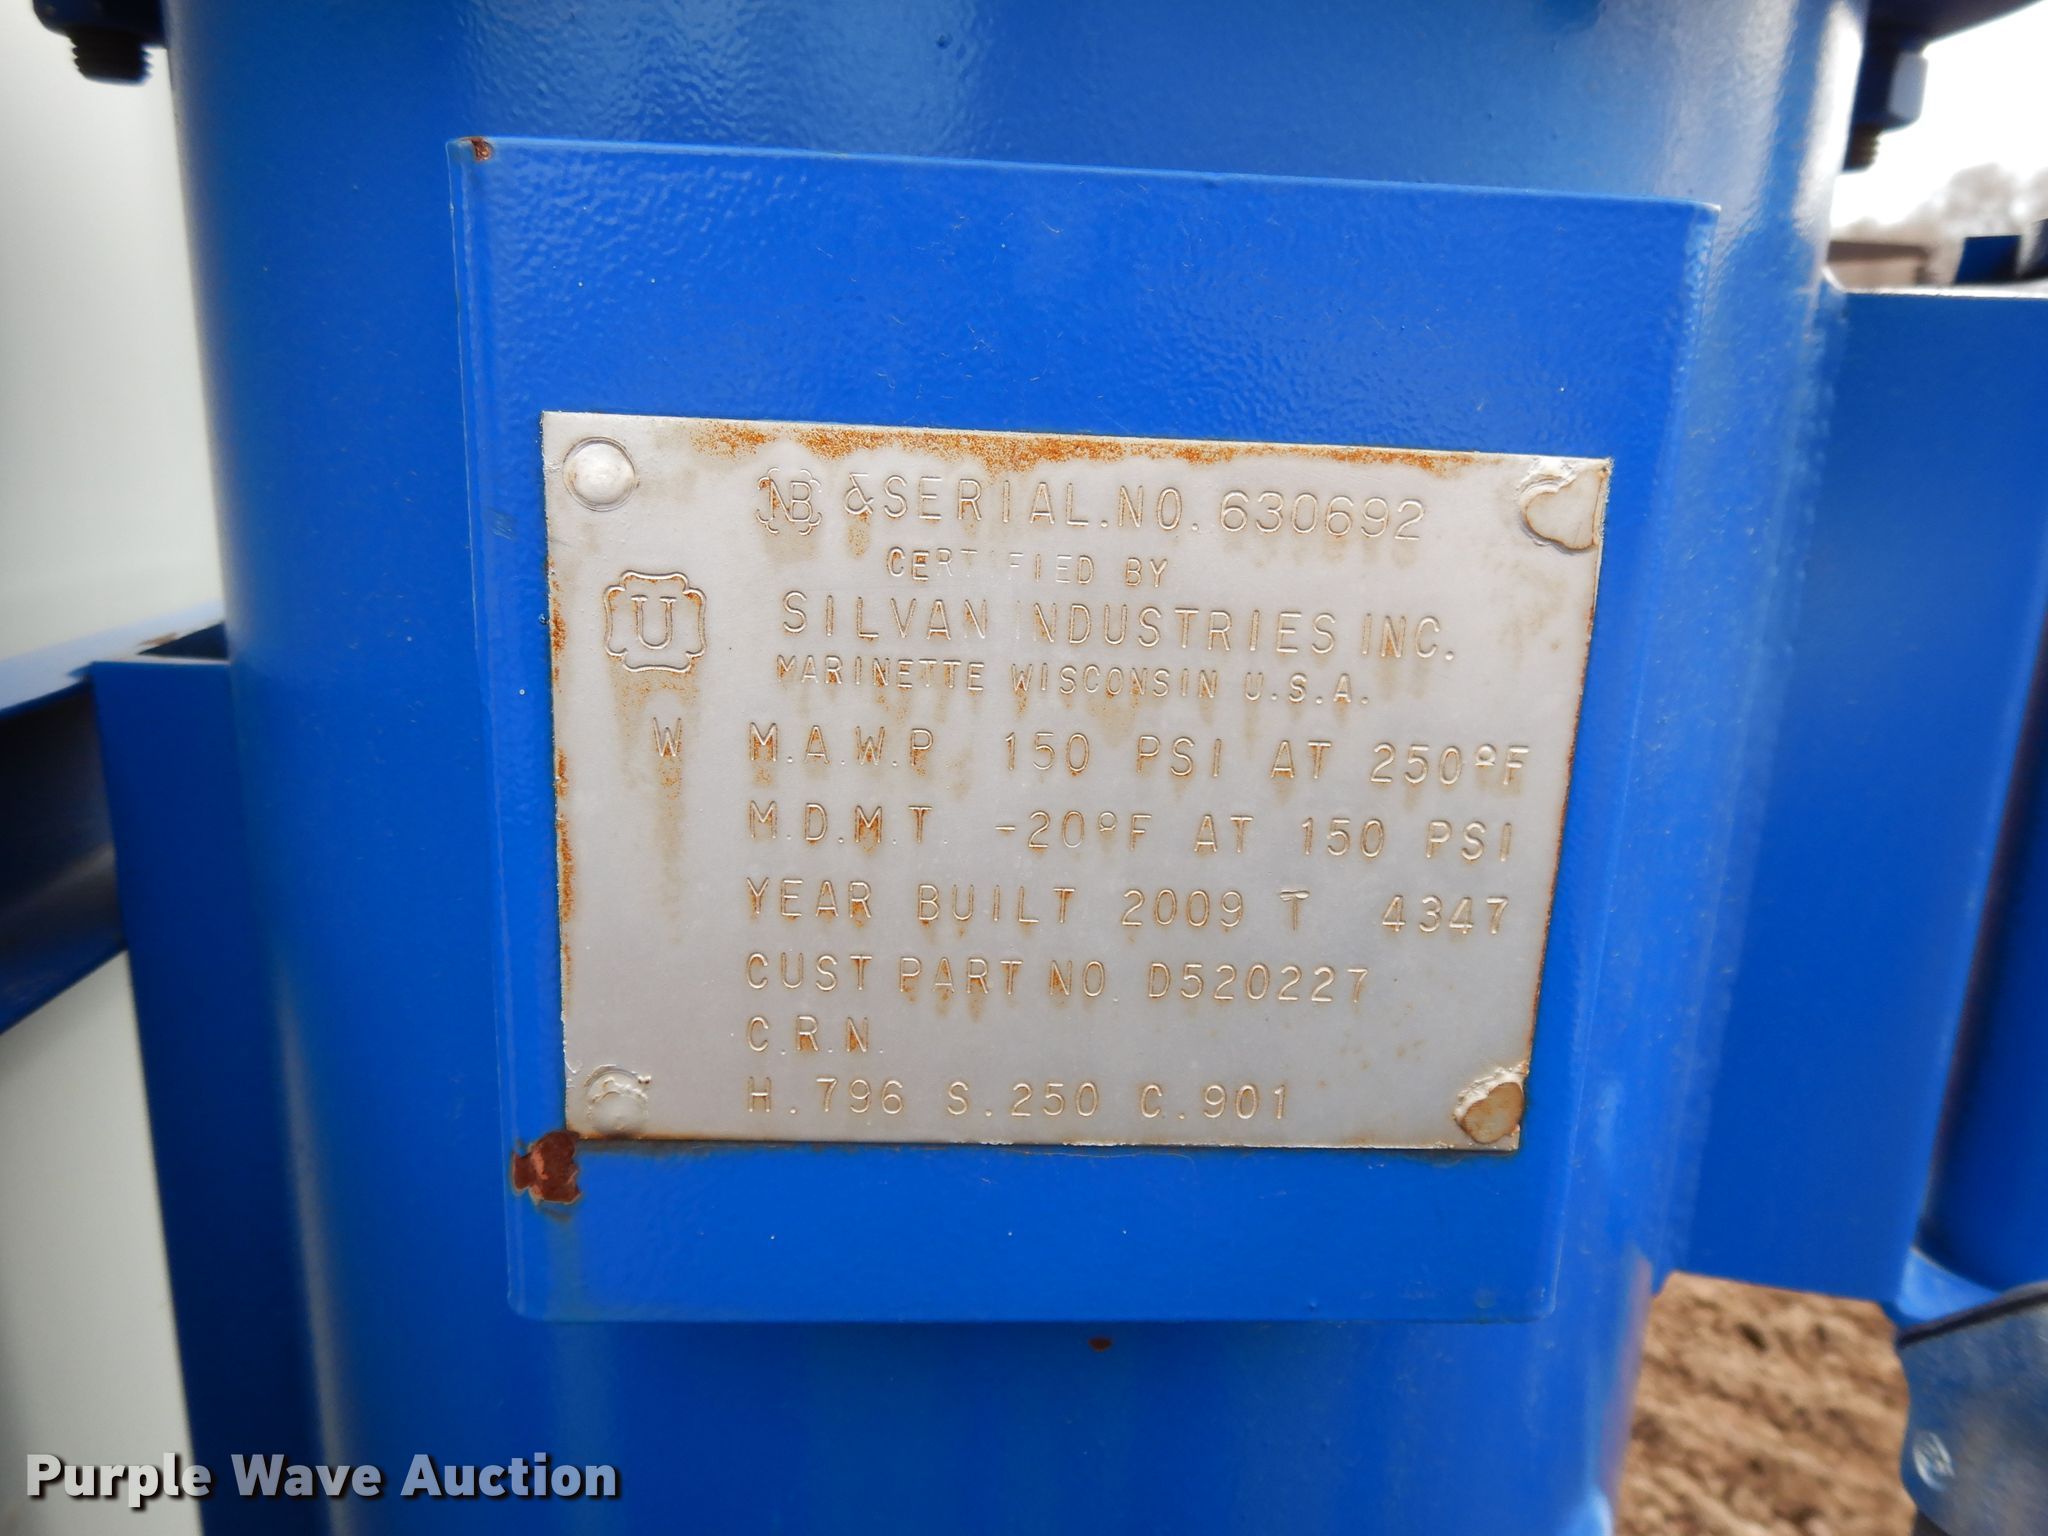 NB & SERIAL.NO. 630692
CERTIFIED BY
U SILVAN INDUSTRIES INC.
MARINETTE WISCONSIN U.S.A.
W M.A.W.P 150 PSI AT 250°F
M.D.M.T. -20°F AT 150 PSI
YEAR BUILT 2009 T 4347
CUST PART NO. D520227
C.R.N.
H .796 S .250 C .901
Purple Wave Auction